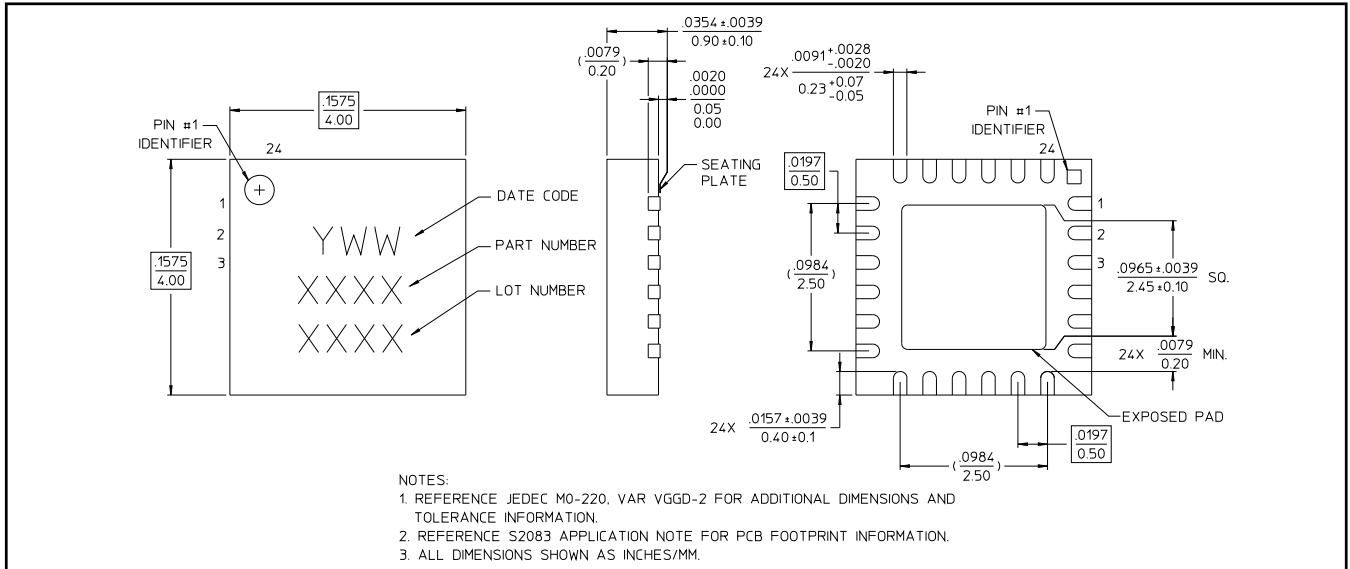 .0354 ±.0039
0.90 ±0.10
(.0079)
0.20
.0020
.0000
0.05
0.00
24X .0091 +.0028 -.0020
0.23 +0.07 -0.05
.1575
4.00
PIN #1
IDENTIFIER
24
1
2
3
.1575
4.00
YWW
XXXX
XXXX
DATE CODE
PART NUMBER
LOT NUMBER
SEATING
PLATE
.0197
0.50
PIN #1
IDENTIFIER
24
1
2
3
(.0984)
2.50
.0965 ±.0039
2.45 ±0.10 SQ.
24X .0079 MIN.
0.20
EXPOSED PAD
24X .0157 ±.0039
0.40 ±0.1
(.0984)
2.50
.0197
0.50
NOTES:
1. REFERENCE JEDEC MO-220, VAR VGGD-2 FOR ADDITIONAL DIMENSIONS AND
TOLERANCE INFORMATION.
2. REFERENCE S2083 APPLICATION NOTE FOR PCB FOOTPRINT INFORMATION.
3. ALL DIMENSIONS SHOWN AS INCHES/MM.